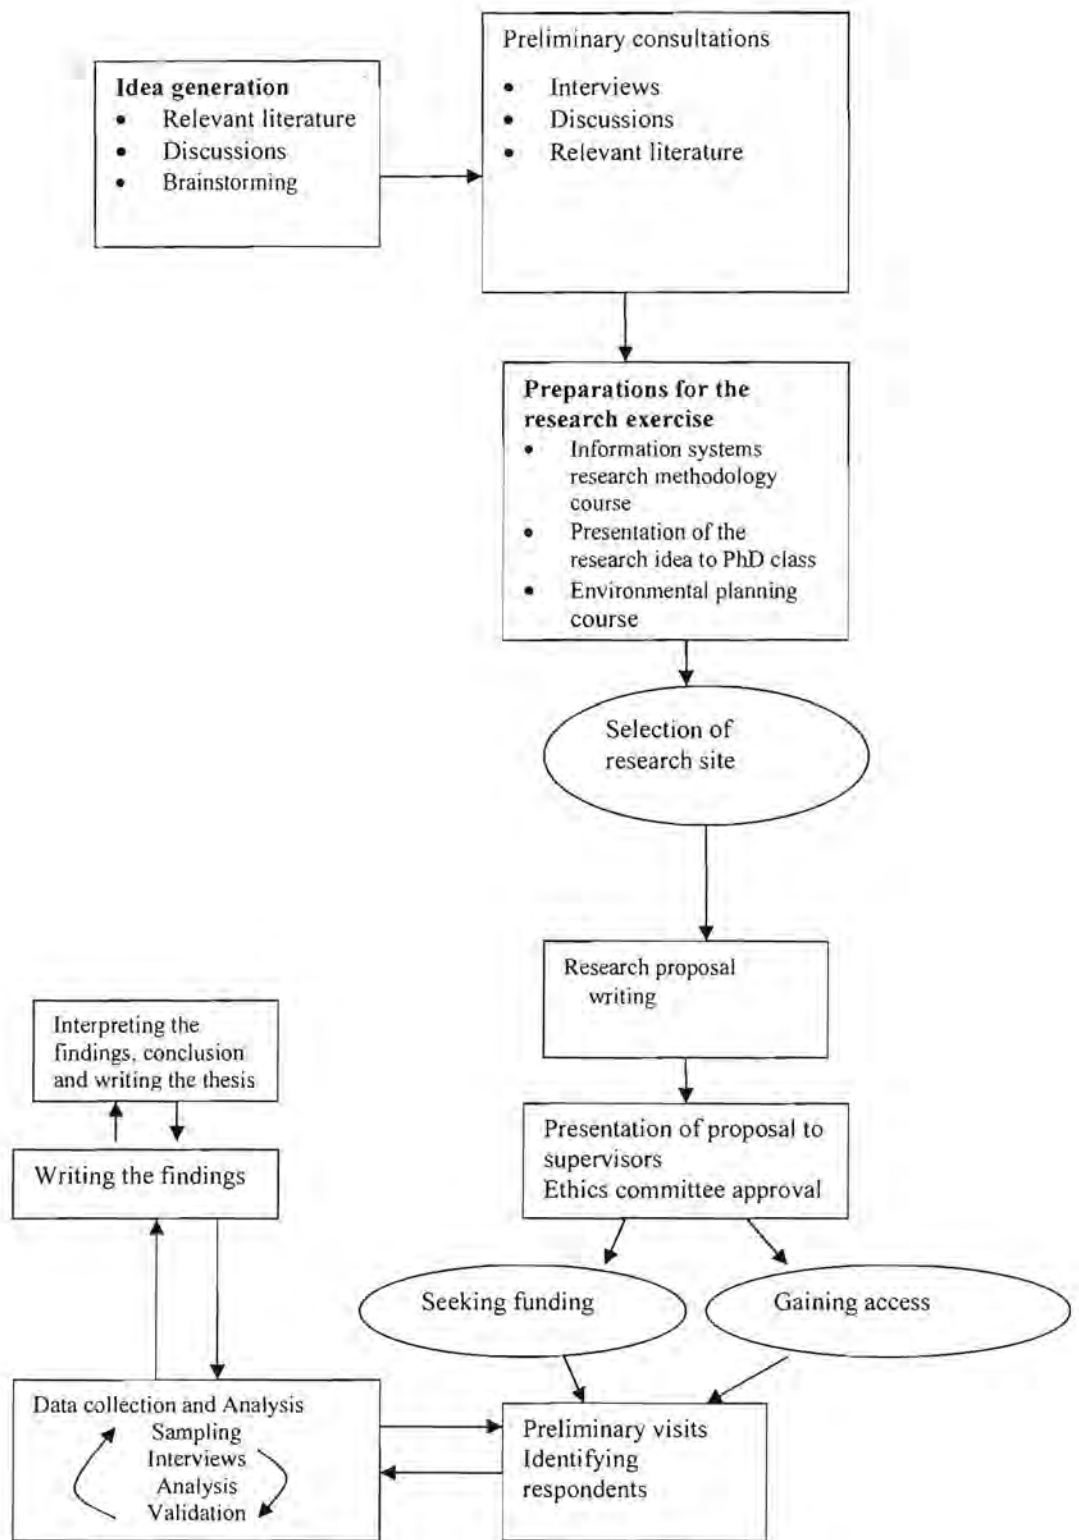 Idea generation
• Relevant literature
• Discussions
• Brainstorming
Preliminary consultations
• Interviews
• Discussions
• Relevant literature
Preparations for the
research exercise
• Information systems
research methodology
course
• Presentation of the
research idea to PhD class
• Environmental planning
course
Selection of
research site
Research proposal
writing
Presentation of proposal to
supervisors
Ethics committee approval
Seeking funding
Gaining access
Preliminary visits
Identifying
respondents
Data collection and Analysis
Sampling
Interviews
Analysis
Validation
Writing the findings
Interpreting the
findings, conclusion
and writing the thesis